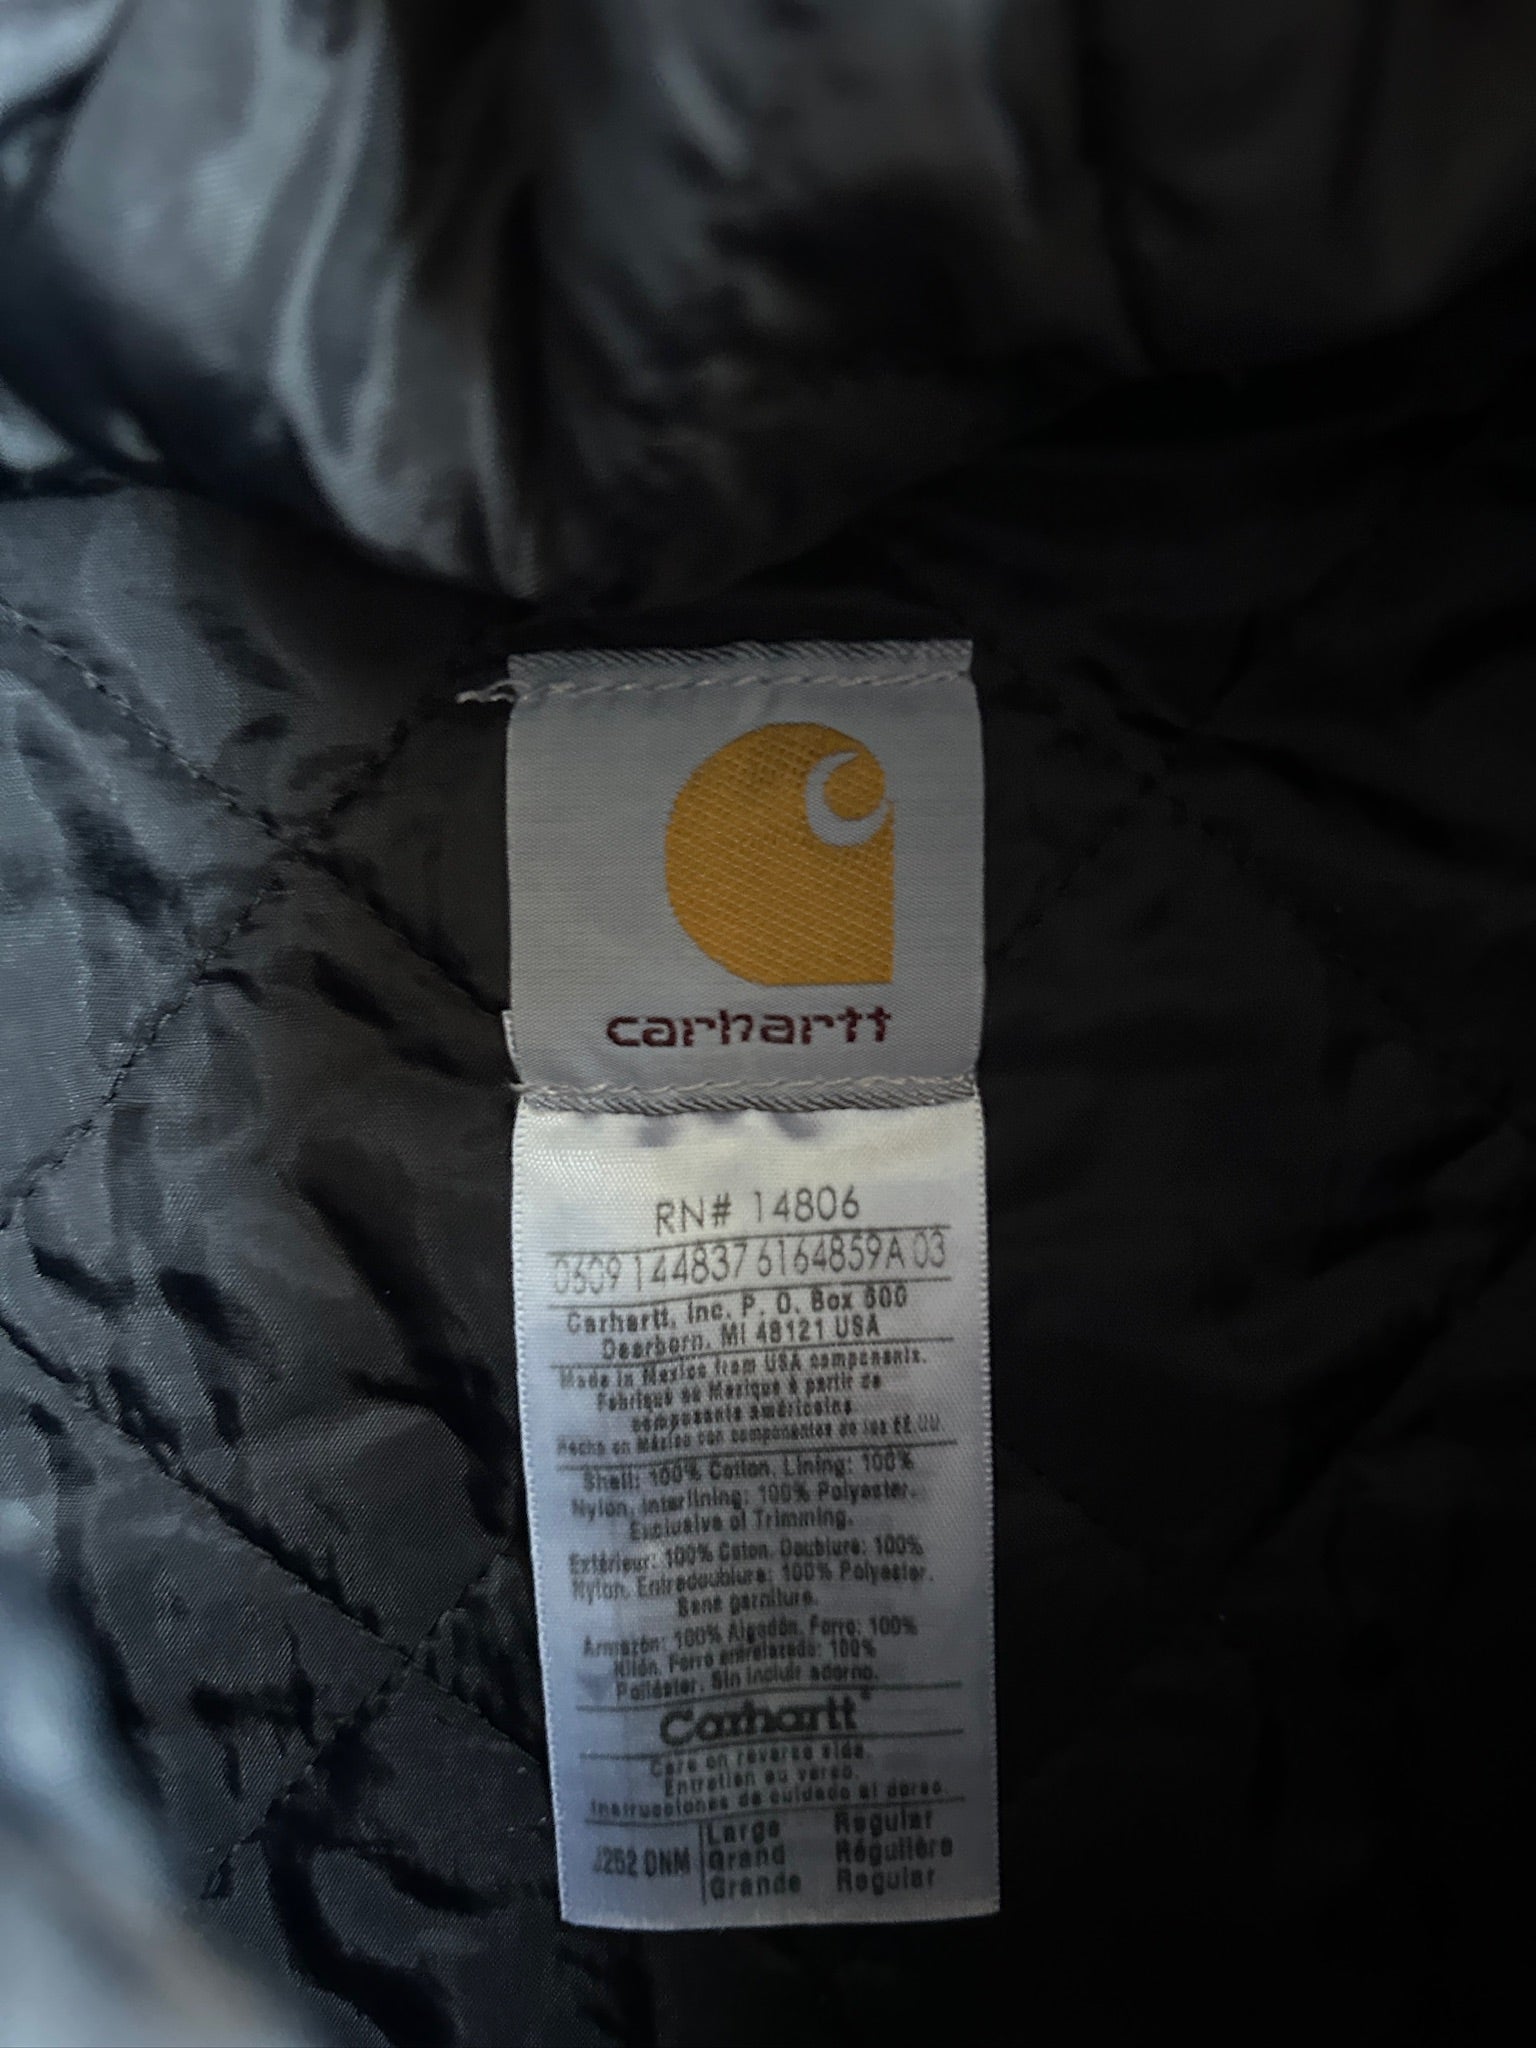 carhartt
RN# 14806
0609 144837 6164859A 03
Carhartt, Inc. P. O. Box 600
Dearborn, MI 48121 USA
Made in Mexico from USA components.
Fabriqué au Mexique à partir de
composants américains.
Hecho en México con componentes de los EE.UU.
Shell: 100% Cotton. Lining: 100%
Nylon. Interlining: 100% Polyester.
Exclusive of Trimming.
Extérieur: 100% Coton. Doublure: 100%
Nylon. Entredoublure: 100% Polyester.
Sans garniture.
Armazón: 100% Algodón. Forro: 100%
Nilón. Forro entrelazado: 100%
Poliéster. Sin incluir adorno.
Carhartt®
Care on reverse side.
Entretien au verso.
Instrucciones de cuidado al dorso.
J262 DNM Large Regular
Grand Régulière
Grande Regular